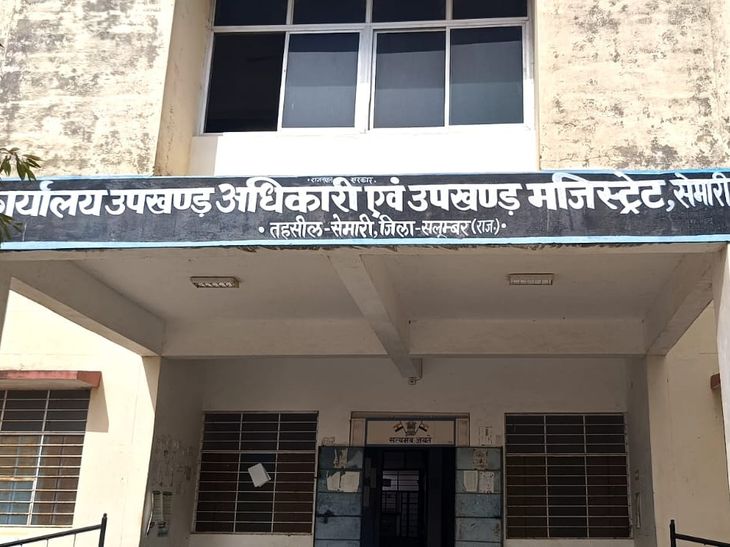 राजस्थान सरकार
कार्यालय उपखण्ड अधिकारी एवं उपखण्ड मजिस्ट्रेट, सेमारी
तहसील-सेमारी, जिला-सलूम्बर (राज.)
सत्यमेव जयते